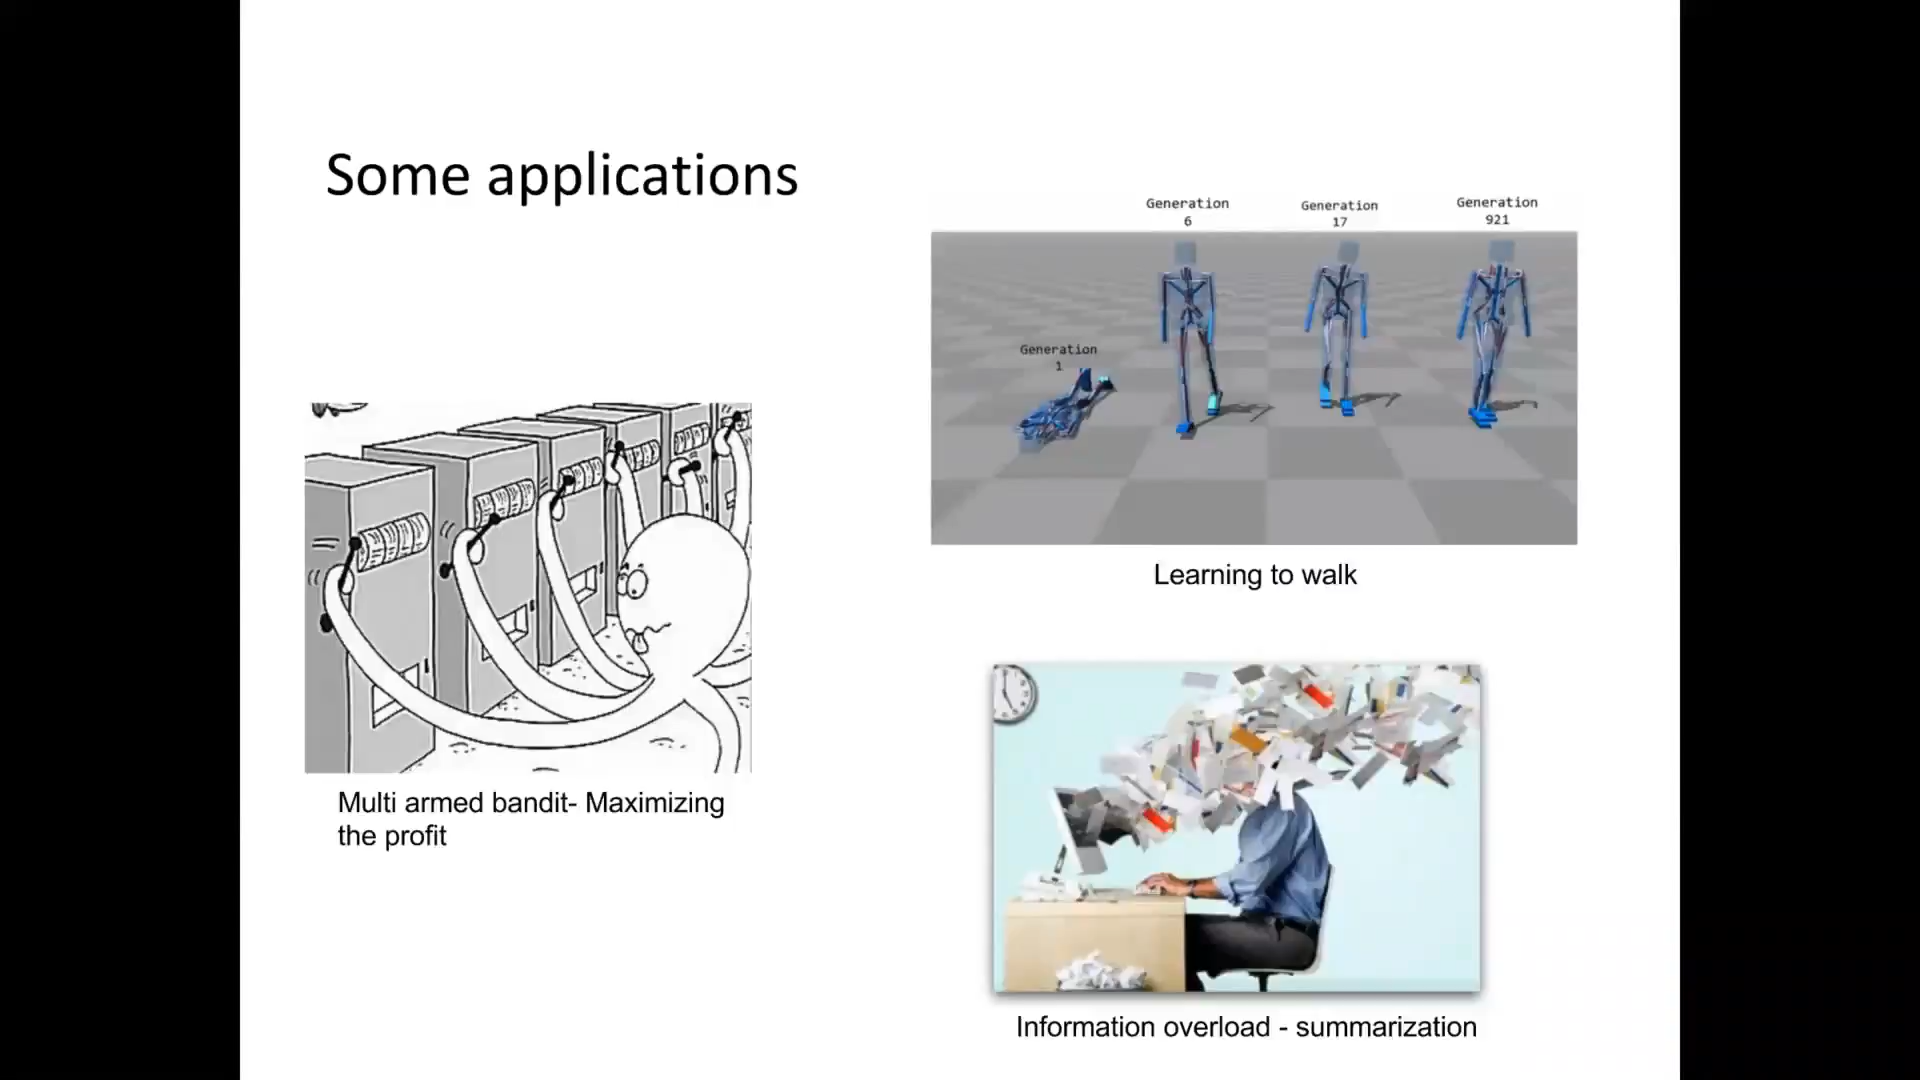 Some applications
Generation
1
Generation
6
Generation
17
Generation
921
Learning to walk
Multi armed bandit- Maximizing
the profit
Information overload - summarization